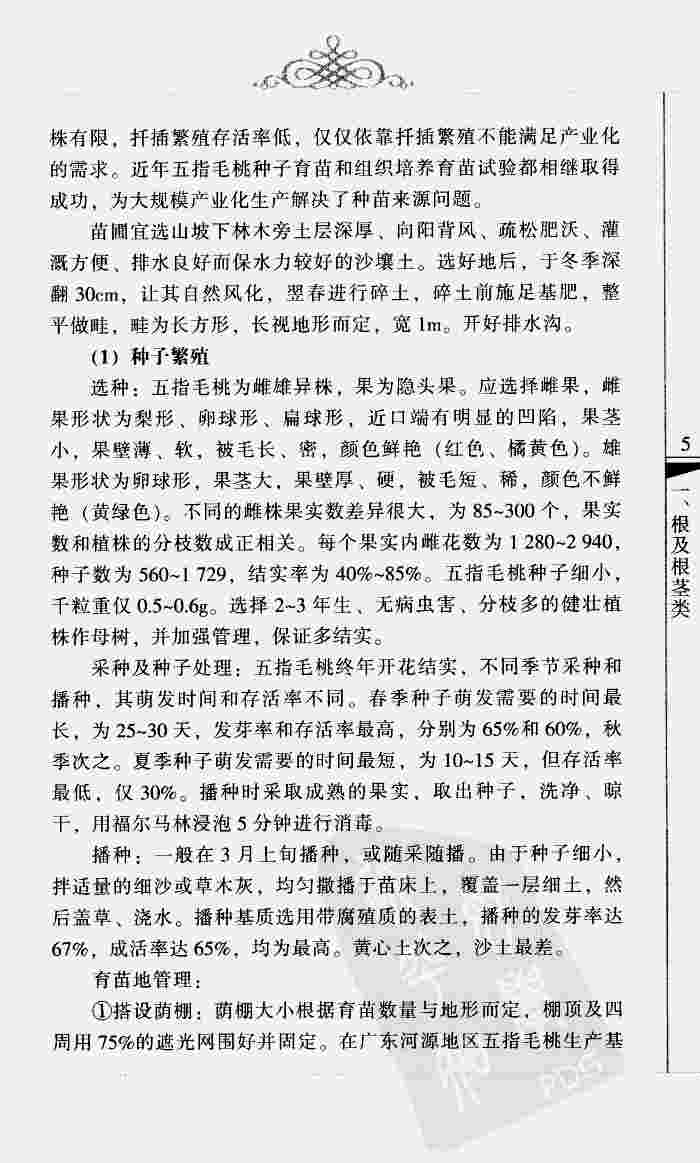 株有限，扦插繁殖存活率低，仅仅依靠扦插繁殖不能满足产业化
的需求。近年五指毛桃种子育苗和组织培养育苗试验都相继取得
成功，为大规模产业化生产解决了种苗来源问题。
苗圃宜选山坡下林木旁土层深厚、向阳背风、疏松肥沃、灌
溉方便、排水良好而保水力较好的沙壤土。选好地后，于冬季深
翻 30cm，让其自然风化，翌春进行碎土，碎土前施足基肥，整
平做畦，畦为长方形，长视地形而定，宽 1m。开好排水沟。
（1）种子繁殖
选种：五指毛桃为雌雄异株，果为隐头果。应选择雌果，雌
果形状为梨形、卵球形、扁球形，近口端有明显的凹陷，果茎
小，果壁薄、软，被毛长、密，颜色鲜艳（红色、橘黄色）。雄
果形状为卵球形，果茎大，果壁厚、硬，被毛短、稀，颜色不鲜
艳（黄绿色）。不同的雌株果实数差异很大，为 85~300 个，果实
数和植株的分枝数成正相关。每个果实内雌花数为 1 280~2 940，
种子数为 560~1 729，结实率为 40%~85%。五指毛桃种子细小，
千粒重仅 0.5~0.6g。选择 2~3 年生、无病虫害、分枝多的健壮植
株作母树，并加强管理，保证多结实。
采种及种子处理：五指毛桃终年开花结实，不同季节采种和
播种，其萌发时间和存活率不同。春季种子萌发需要的时间最
长，为 25~30 天，发芽率和存活率最高，分别为 65%和 60%，秋
季次之。夏季种子萌发需要的时间最短，为 10~15 天，但存活率
最低，仅 30%。播种时采取成熟的果实，取出种子，洗净、晾
干，用福尔马林浸泡 5 分钟进行消毒。
播种：一般在 3 月上旬播种，或随采随播。由于种子细小，
拌适量的细沙或草木灰，均匀撒播于苗床上，覆盖一层细土，然
后盖草、浇水。播种基质选用带腐殖质的表土，播种的发芽率达
67%，成活率达 65%，均为最高。黄心土次之，沙土最差。
育苗地管理：
①搭设荫棚：荫棚大小根据育苗数量与地形而定，棚顶及四
周用 75%的遮光网围好并固定。在广东河源地区五指毛桃生产基
5
一、根及根茎类
PDG